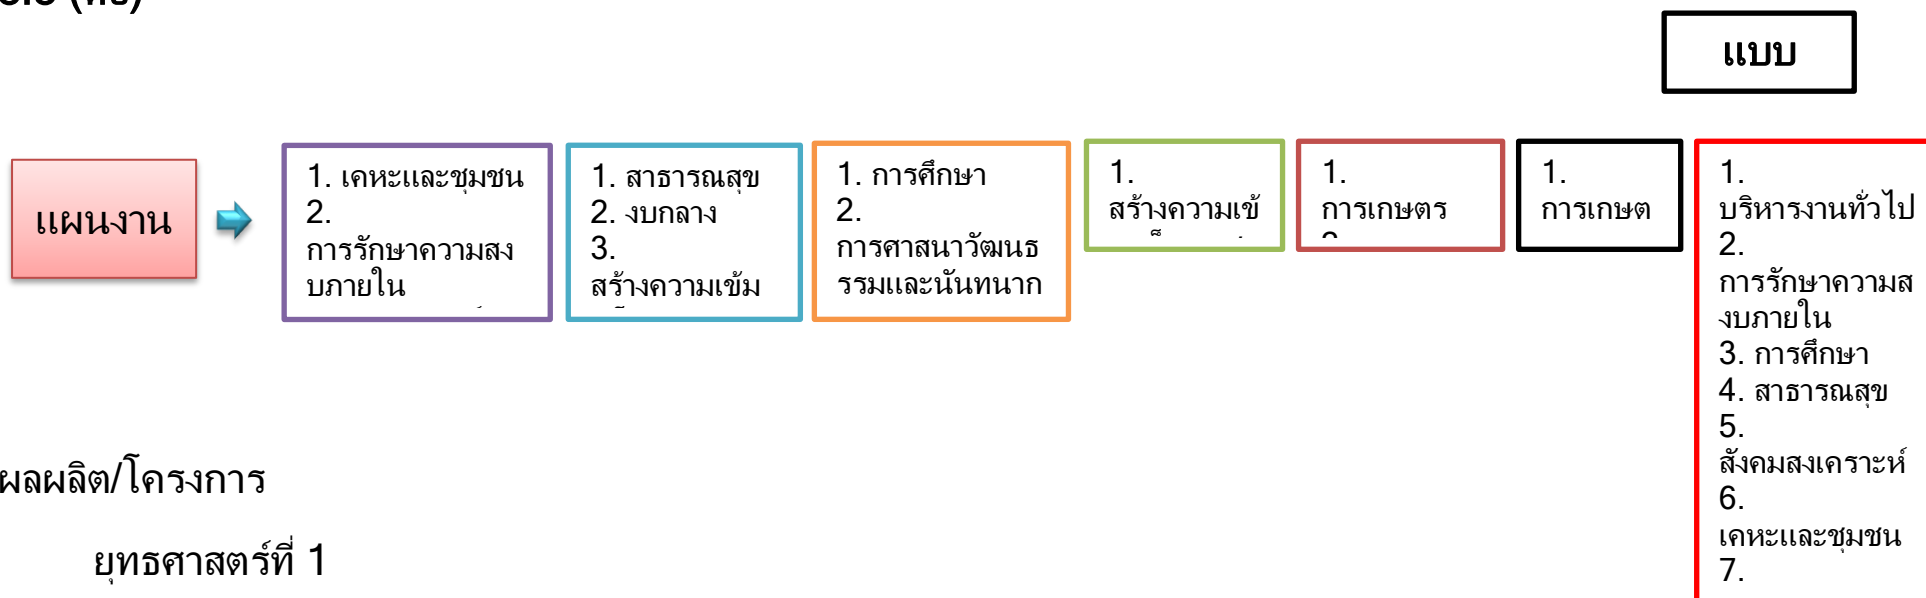 แบบ
แผนงาน
1. เคหะและชุมชน
2.
การรักษาความสง
บภายใน
1. สาธารณสุข
2. งบกลาง
3.
สร้างความเข้ม
1. การศึกษา
2.
การศาสนาวัฒนธ
รรมและนันทนาก
1.
สร้างความเข้
1.
การเกษตร
1.
การเกษต
1.
บริหารงานทั่วไป
2.
การรักษาความส
งบภายใน
3. การศึกษา
4. สาธารณสุข
5.
สังคมสงเคราะห์
6.
เคหะและชุมชน
7.
ผลผลิต/โครงการ
ยุทธศาสตร์ที่ 1